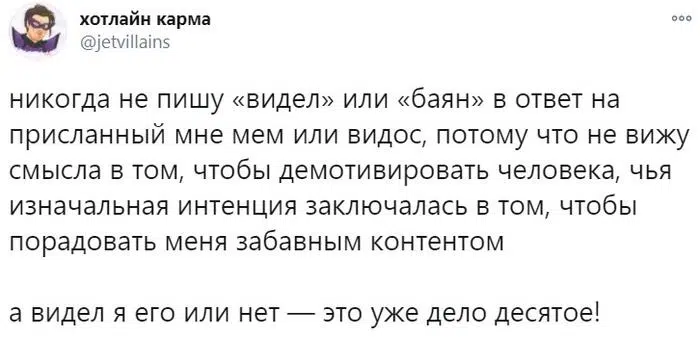 хотлайн карма
@jetvillains
никогда не пишу «видел» или «баян» в ответ на
присланный мне мем или видос, потому что не вижу
смысла в том, чтобы демотивировать человека, чья
изначальная интенция заключалась в том, чтобы
порадовать меня забавным контентом
а видел я его или нет — это уже дело десятое!